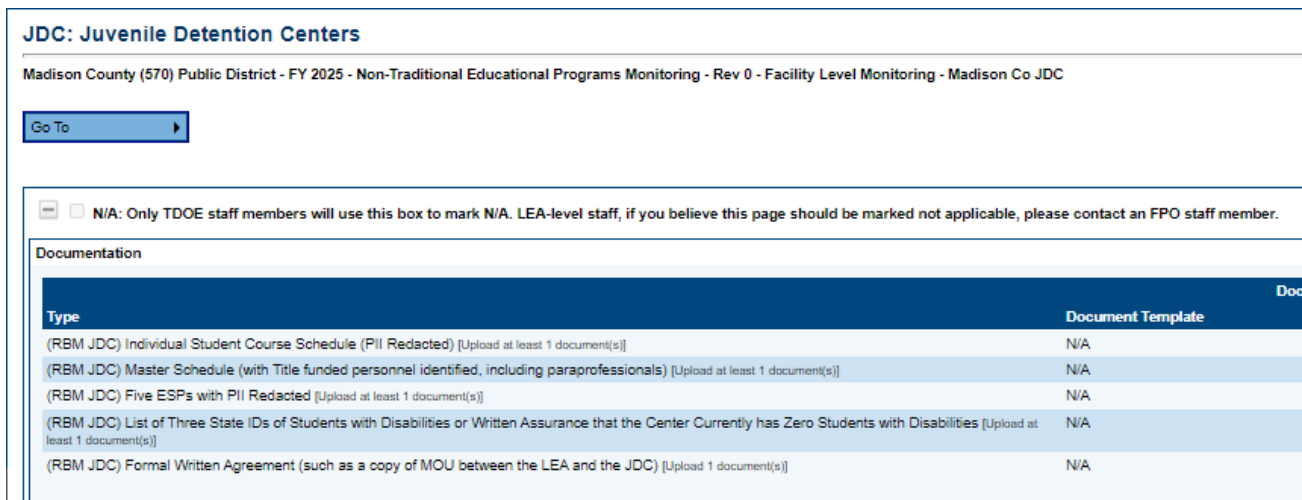 JDC: Juvenile Detention Centers
Madison County (570) Public District - FY 2025 - Non-Traditional Educational Programs Monitoring - Rev 0 - Facility Level Monitoring - Madison Co JDC
Go To
N/A: Only TDOE staff members will use this box to mark N/A. LEA-level staff, if you believe this page should be marked not applicable, please contact an FPO staff member.
Documentation
Doc
Type Document Template
(RBM JDC) Individual Student Course Schedule (PII Redacted) [Upload at least 1 document(s)] N/A
(RBM JDC) Master Schedule (with Title funded personnel identified, including paraprofessionals) [Upload at least 1 document(s)] N/A
(RBM JDC) Five ESPs with PII Redacted [Upload at least 1 document(s)] N/A
(RBM JDC) List of Three State IDs of Students with Disabilities or Written Assurance that the Center Currently has Zero Students with Disabilities [Upload at N/A
least 1 document(s)]
(RBM JDC) Formal Written Agreement (such as a copy of MOU between the LEA and the JDC) [Upload 1 document(s)] N/A